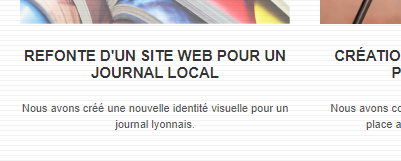 REFONTE D'UN SITE WEB POUR UN
JOURNAL LOCAL
Nous avons créé une nouvelle identité visuelle pour un
journal lyonnais.
CRÉATIO
P
Nous avons co
place a